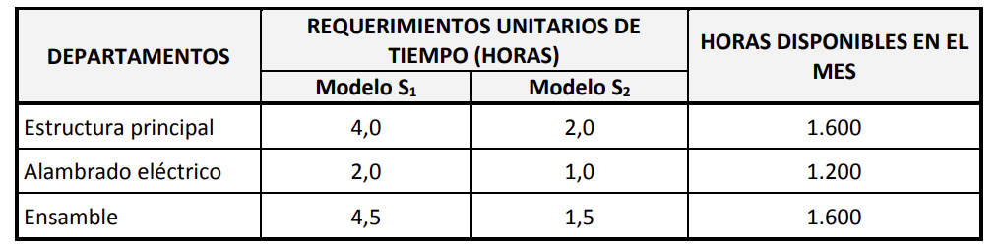 DEPARTAMENTOS
REQUERIMIENTOS UNITARIOS DE
TIEMPO (HORAS)
HORAS DISPONIBLES EN EL
MES
Modelo S₁ Modelo S₂
Estructura principal 4,0 2,0 1.600
Alambrado eléctrico 2,0 1,0 1.200
Ensamble 4,5 1,5 1.600